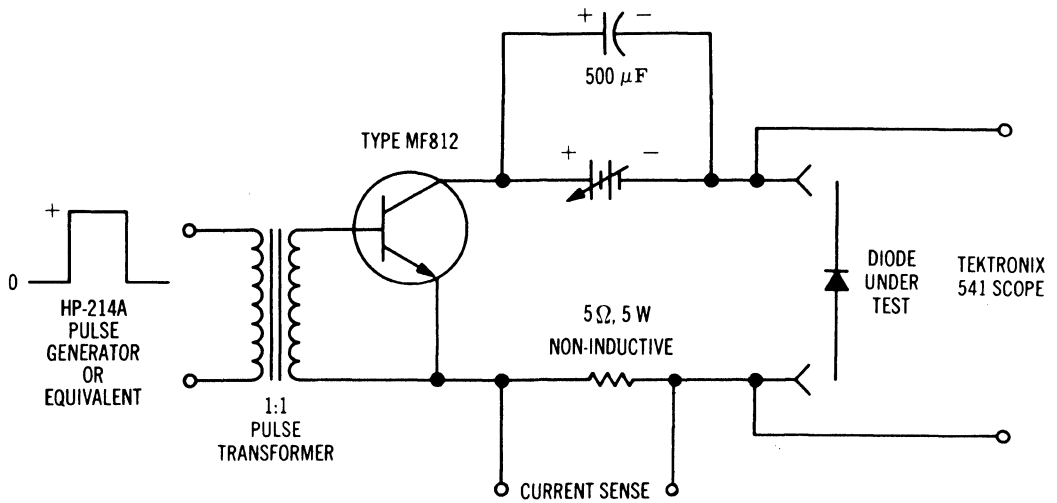 + −
500 µF
TYPE MF812
+ −
+
0
HP-214A
PULSE
GENERATOR
OR
EQUIVALENT
1:1
PULSE
TRANSFORMER
5 Ω, 5 W
NON-INDUCTIVE
CURRENT SENSE
DIODE
UNDER
TEST
TEKTRONIX
541 SCOPE